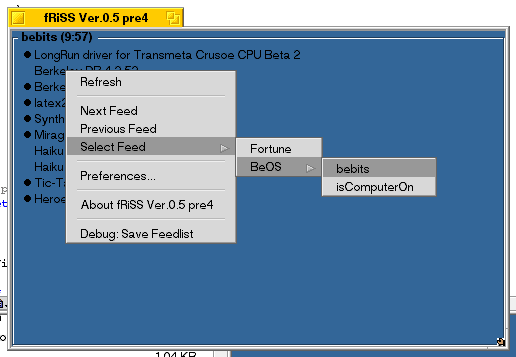 fRiSS Ver.0.5 pre4
bebits (9:57)
LongRun driver for Transmeta Crusoe CPU Beta 2
Berkeley DB 4.2.52
Refresh
Next Feed
Previous Feed
Select Feed
Preferences...
About fRiSS Ver.0.5 pre4
Debug: Save Feedlist
Fortune
BeOS
bebits
isComputerOn
Berke
latex2
Synth
Mirag
Haiku
Haiku
Tic-Ta
Heroe
104 KB